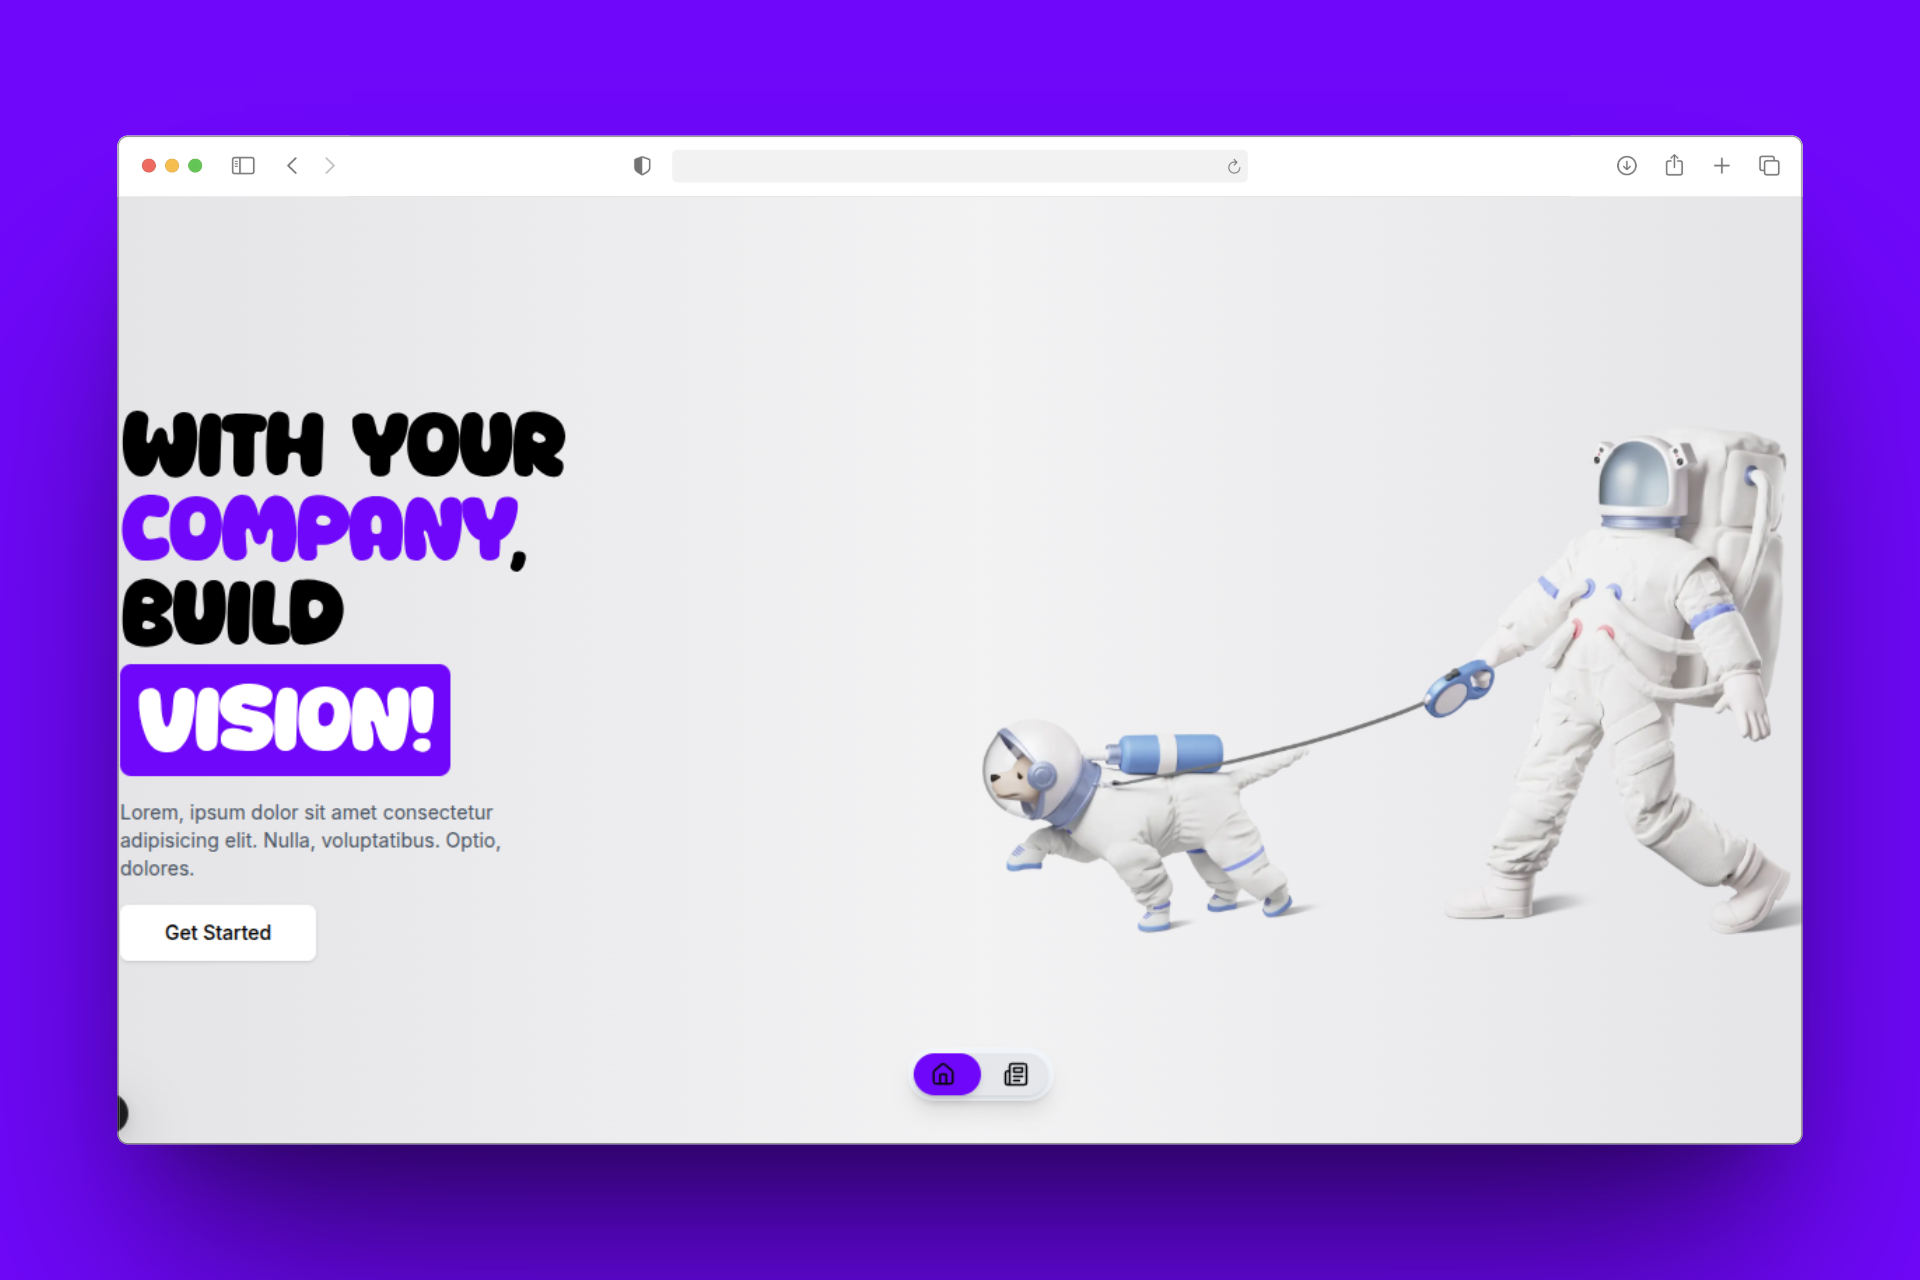 WITH YOUR
COMPANY,
BUILD
VISION!
Lorem, ipsum dolor sit amet consectetur
adipisicing elit. Nulla, voluptatibus. Optio,
dolores.
Get Started